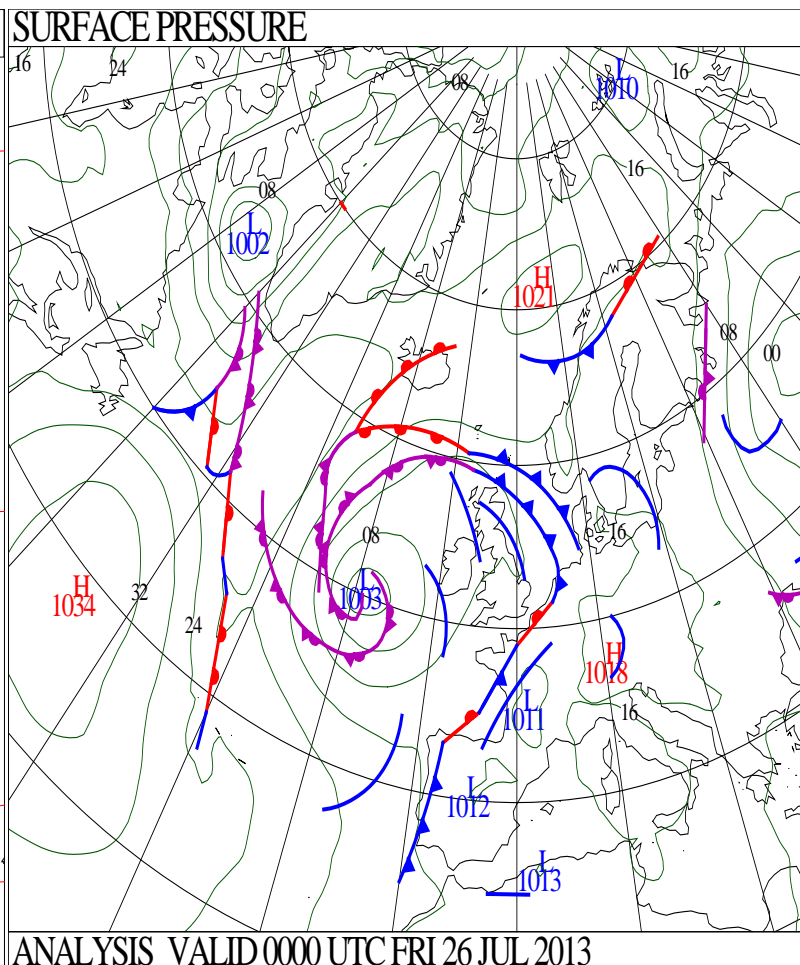 SURFACE PRESSURE
16
24
08
L
1010
16
16
08
L
1002
H
1021
08
00
08
16
L
1003
H
1034
32
24
H
1018
16
L
1011
L
1012
L
1013
ANALYSIS VALID 0000 UTC FRI 26 JUL 2013